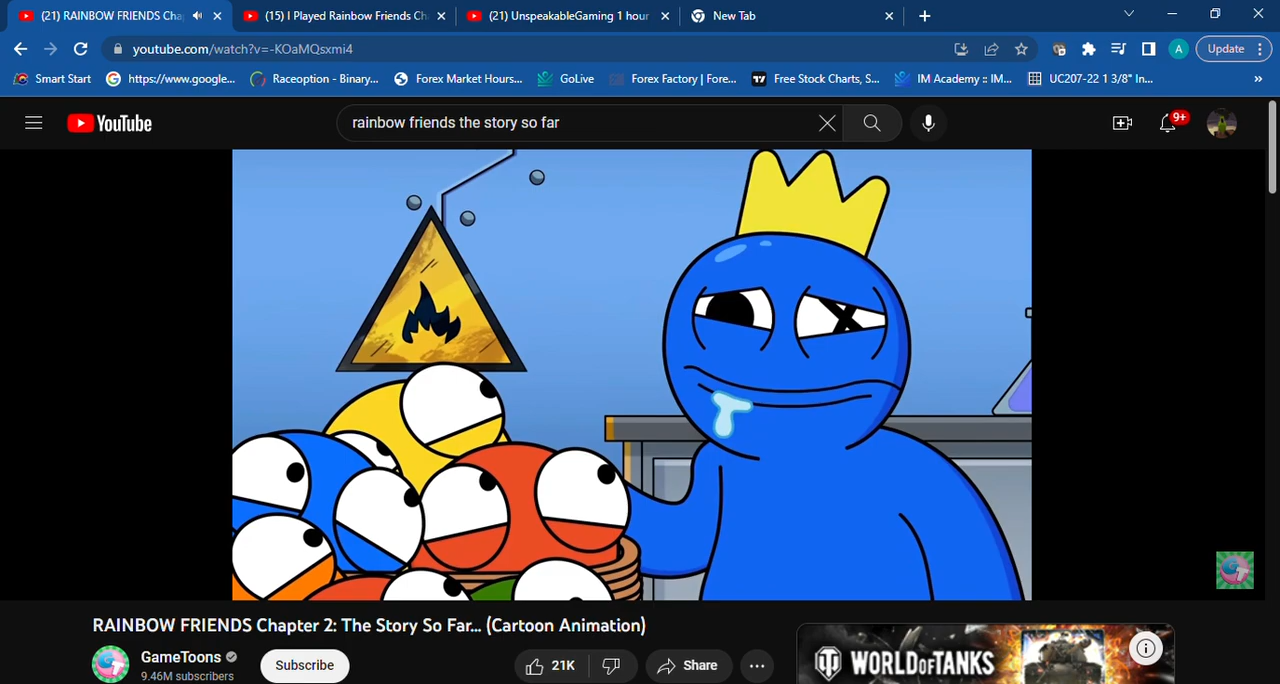 (21) RAINBOW FRIENDS Cha
(15) I Played Rainbow Friends Ch
(21) UnspeakableGaming 1 hour
New Tab
youtube.com/watch?v=-KOaMQsxmi4
A
Update
Smart Start
https://www.google...
Raceoption - Binary...
Forex Market Hours...
GoLive
Forex Factory | Fore...
Free Stock Charts, S...
IM Academy :: IM...
UC207-22 1 3/8" In...
»
YouTube
rainbow friends the story so far
9+
RAINBOW FRIENDS Chapter 2: The Story So Far... (Cartoon Animation)
GameToons
9.46M subscribers
Subscribe
21K
Share
WORLD OF TANKS